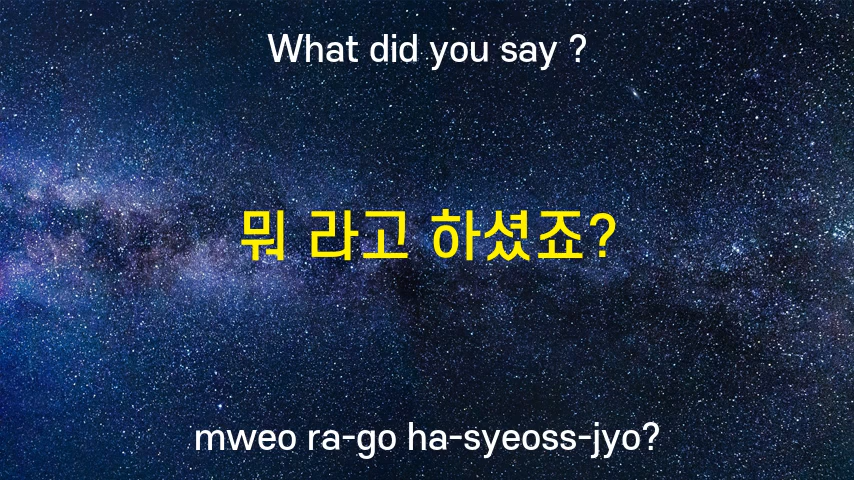 What did you say ?
뭐 라고 하셨죠?
mweo ra-go ha-syeoss-jyo?